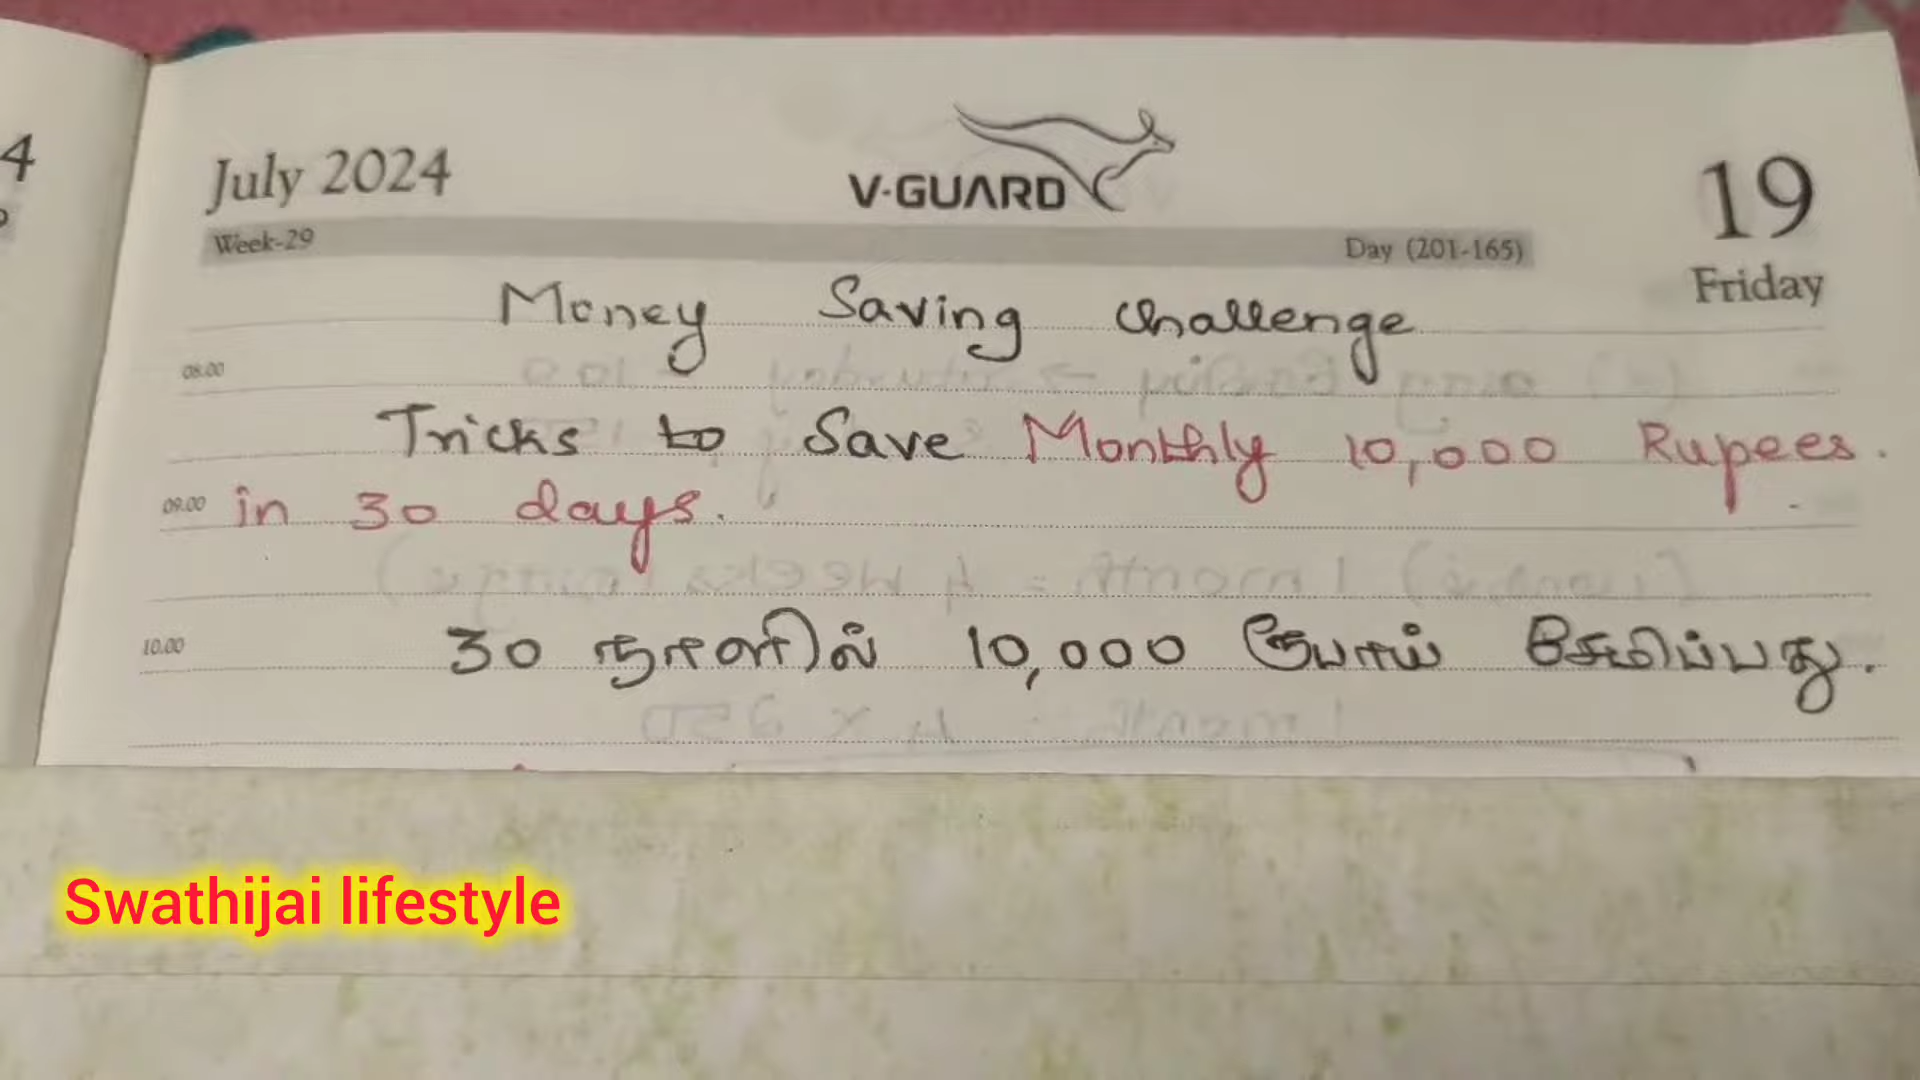 4
July 2024
V-GUARD
19
Week-29
Day (201-165)
Friday
Money Saving challenge
08.00
Tricks to Save Monthly 10,000 Rupees.
09.00 in 30 days.
10.00 30 நாளில் 10,000 ரூபாய் சேமிப்பது.
Swathijai lifestyle